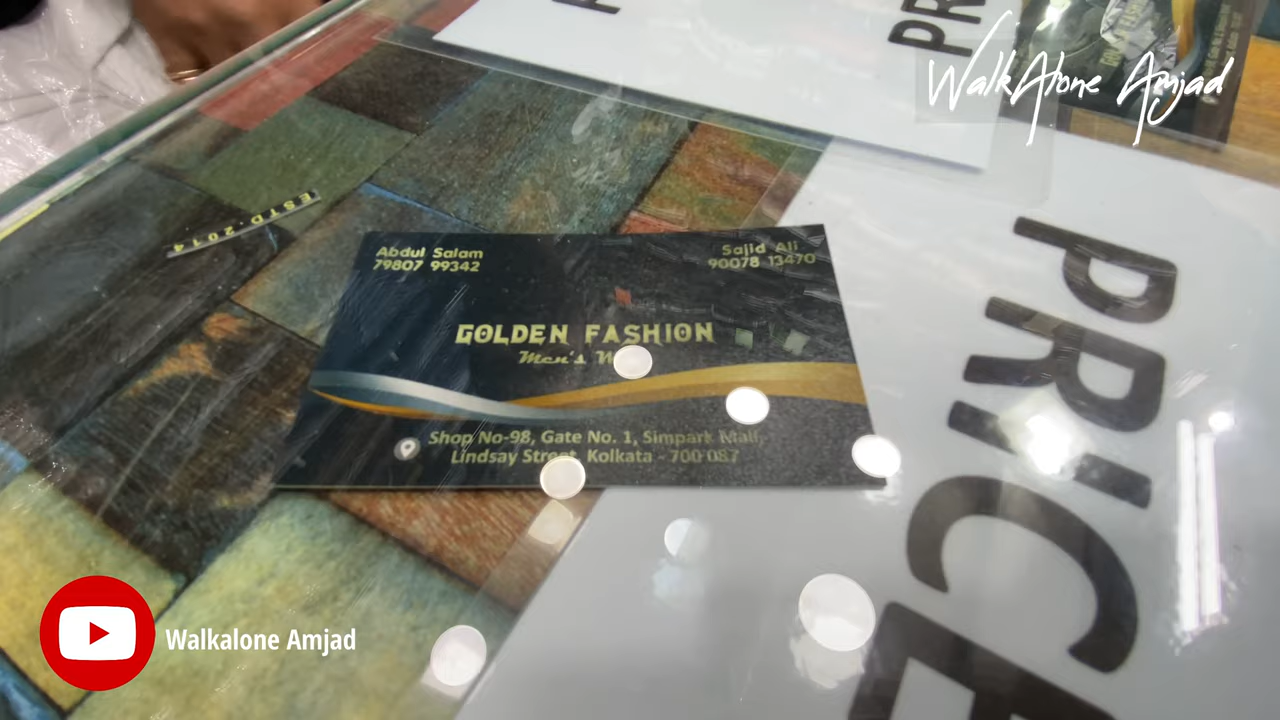 PRICE
WalkAlone Amjad
ESTD.2014
Abdul Salam
79807 99342
Sajid Ali
90078 13470
GOLDEN FASHION
Men's
Shop No-98, Gate No. 1, Simpark Mall,
Lindsay Street, Kolkata - 700 087
Walkalone Amjad